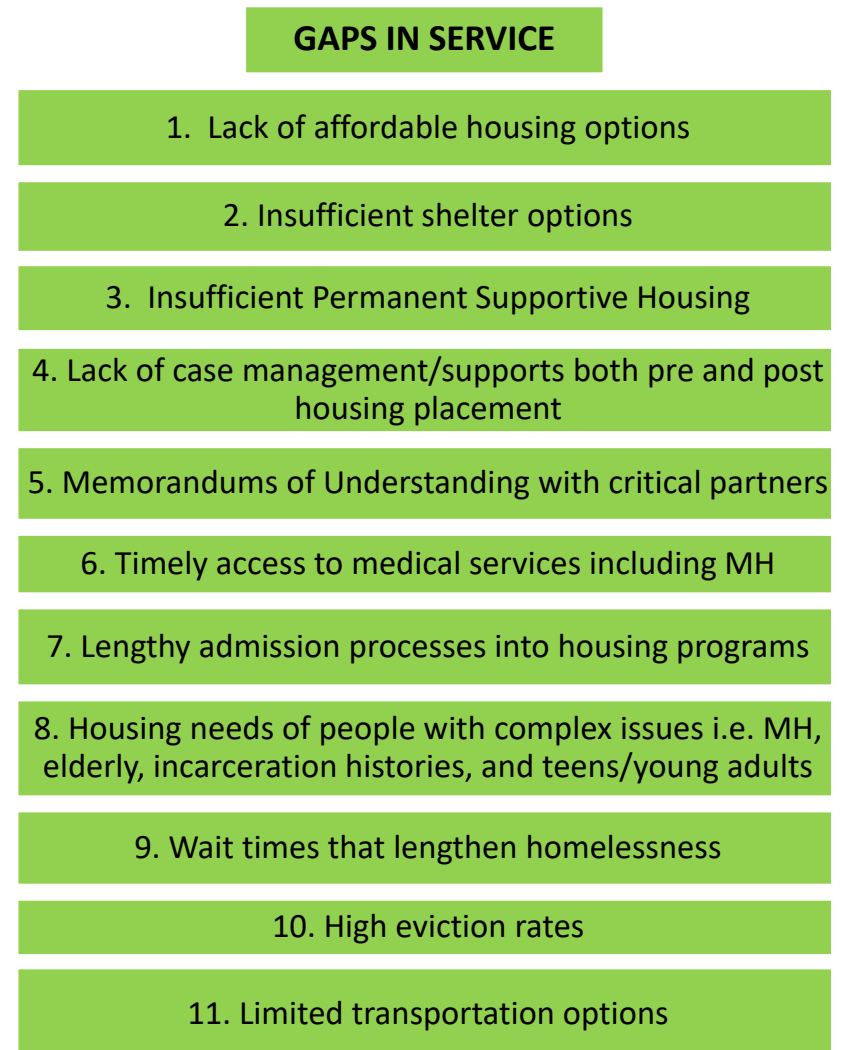 GAPS IN SERVICE
1. Lack of affordable housing options
2. Insufficient shelter options
3. Insufficient Permanent Supportive Housing
4. Lack of case management/supports both pre and post
housing placement
5. Memorandums of Understanding with critical partners
6. Timely access to medical services including MH
7. Lengthy admission processes into housing programs
8. Housing needs of people with complex issues i.e. MH,
elderly, incarceration histories, and teens/young adults
9. Wait times that lengthen homelessness
10. High eviction rates
11. Limited transportation options